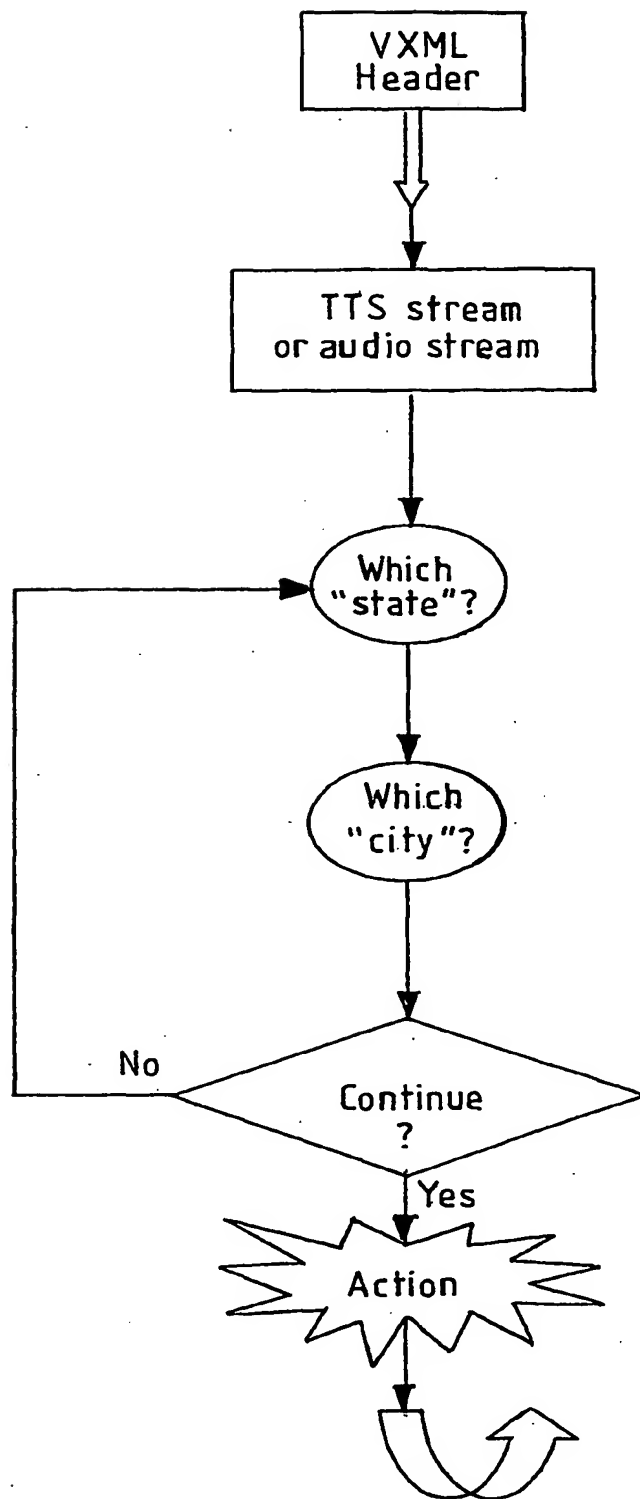 VXML
Header
TTS stream
or audio stream
Which
"state"?
Which
"city"?
No
Continue
?
Yes
Action